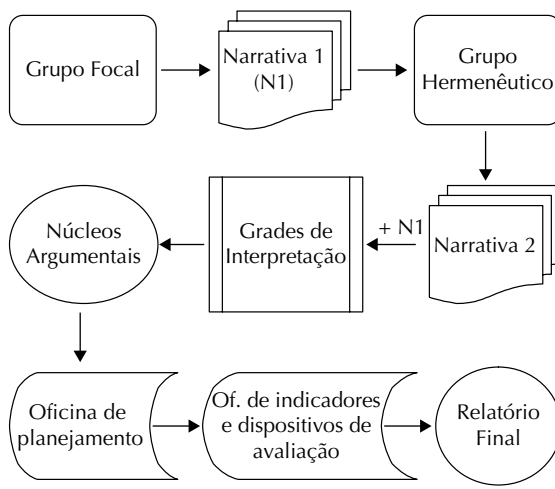 Grupo Focal
Narrativa 1
(N1)
Grupo
Hermenêutico
Narrativa 2
+ N1
Grades de
Interpretação
Núcleos
Argumentais
Oficina de
planejamento
Of. de indicadores
e dispositivos de
avaliação
Relatório
Final